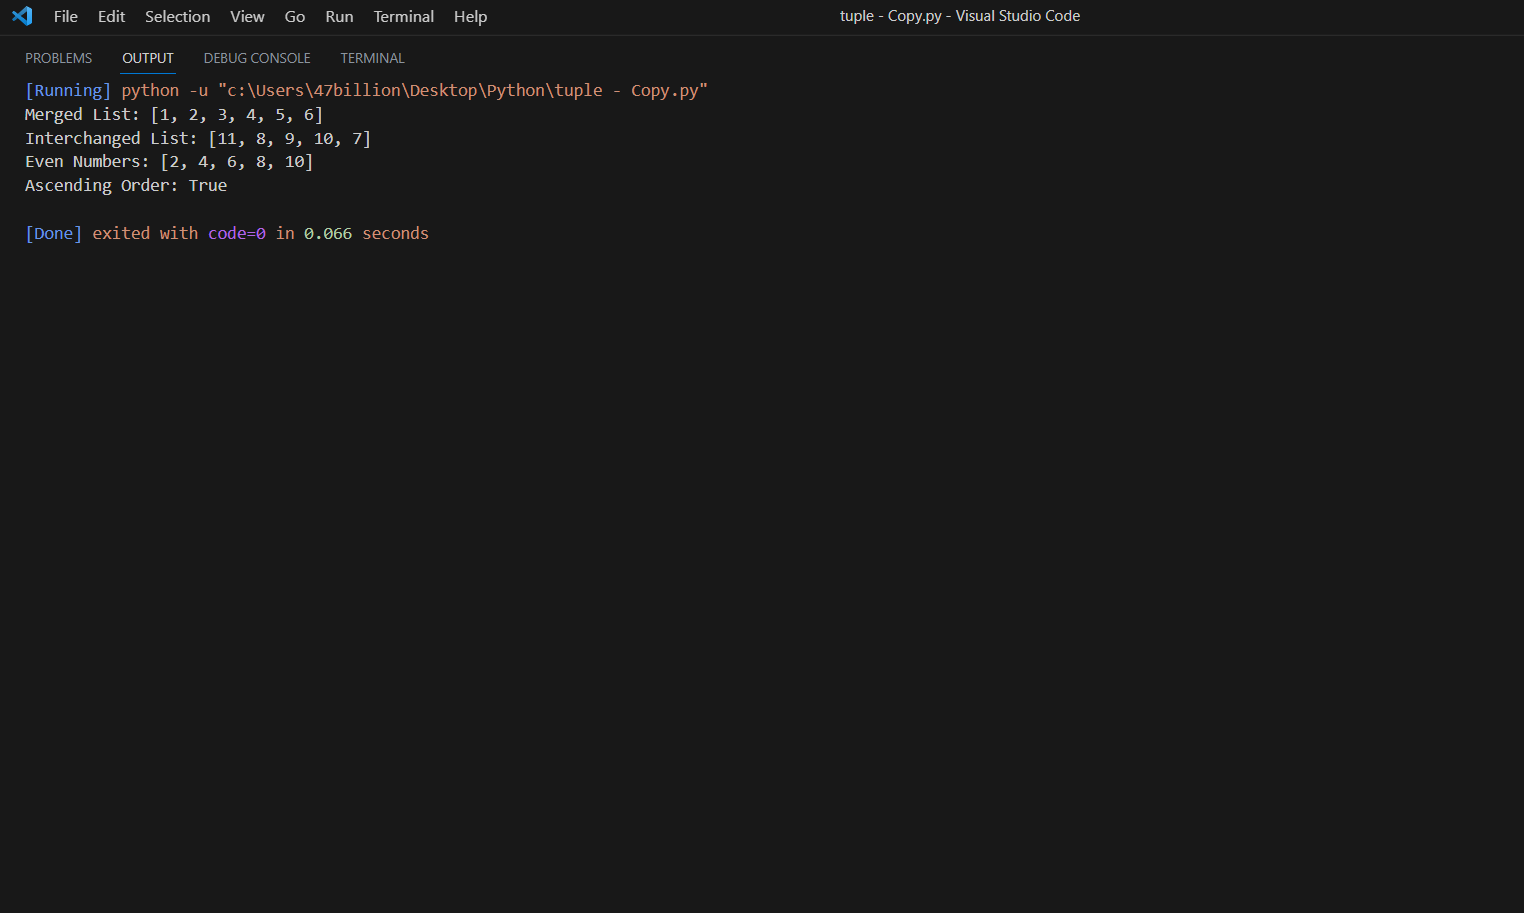 File Edit Selection View Go Run Terminal Help tuple - Copy.py - Visual Studio Code
PROBLEMS OUTPUT DEBUG CONSOLE TERMINAL
[Running] python -u "c:\Users\47billion\Desktop\Python\tuple - Copy.py"
Merged List: [1, 2, 3, 4, 5, 6]
Interchanged List: [11, 8, 9, 10, 7]
Even Numbers: [2, 4, 6, 8, 10]
Ascending Order: True
[Done] exited with code=0 in 0.066 seconds